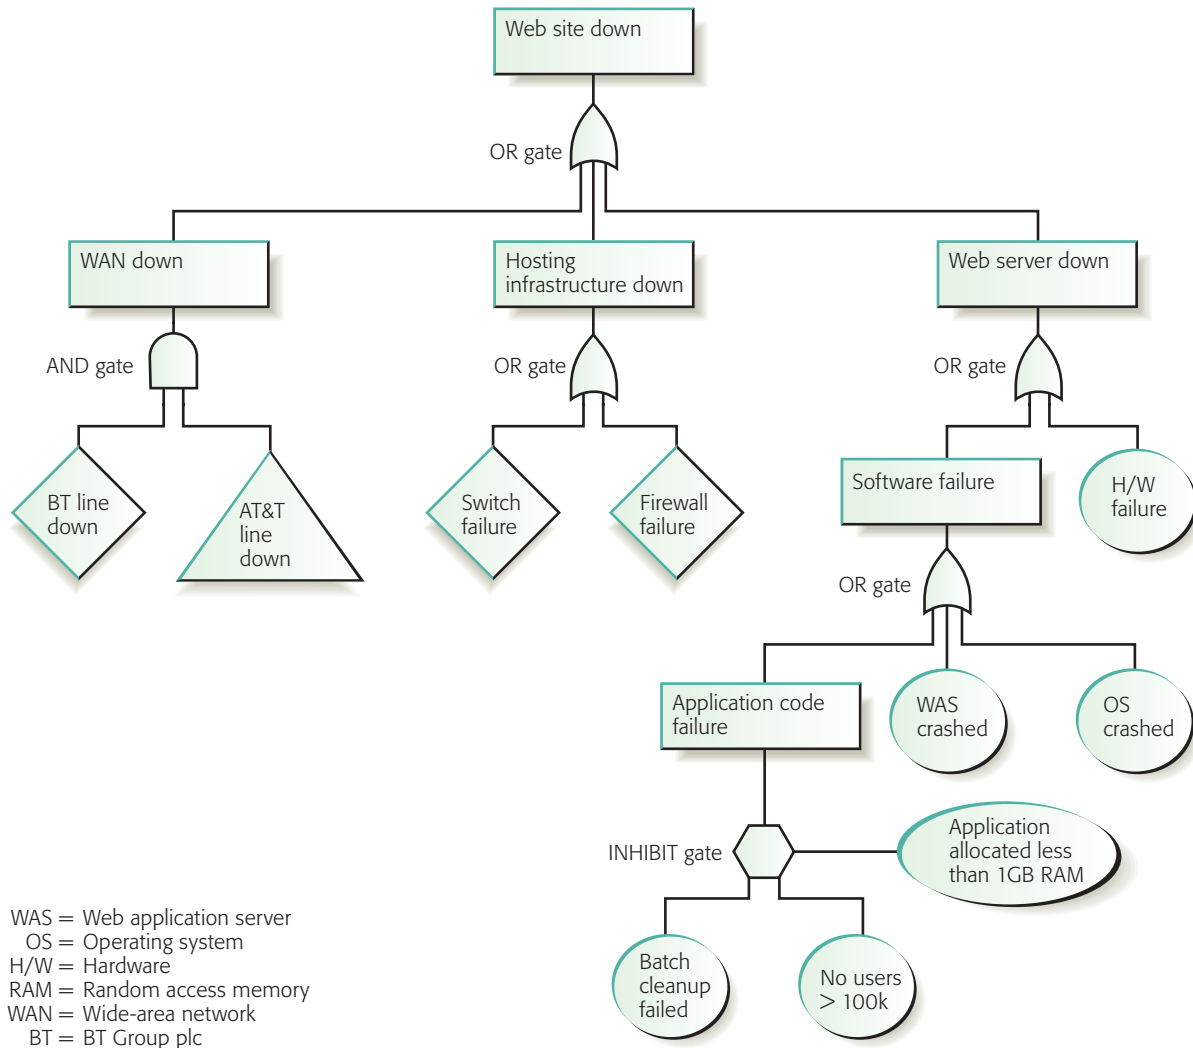 Web site down
OR gate
WAN down
Hosting
infrastructure down
Web server down
AND gate
OR gate
OR gate
BT line
down
AT&T
line
down
Switch
failure
Firewall
failure
Software failure
H/W
failure
OR gate
Application code
failure
WAS
crashed
OS
crashed
INHIBIT gate
Application
allocated less
than 1GB RAM
Batch
cleanup
failed
No users
> 100k
WAS = Web application server
OS = Operating system
H/W = Hardware
RAM = Random access memory
WAN = Wide-area network
BT = BT Group plc